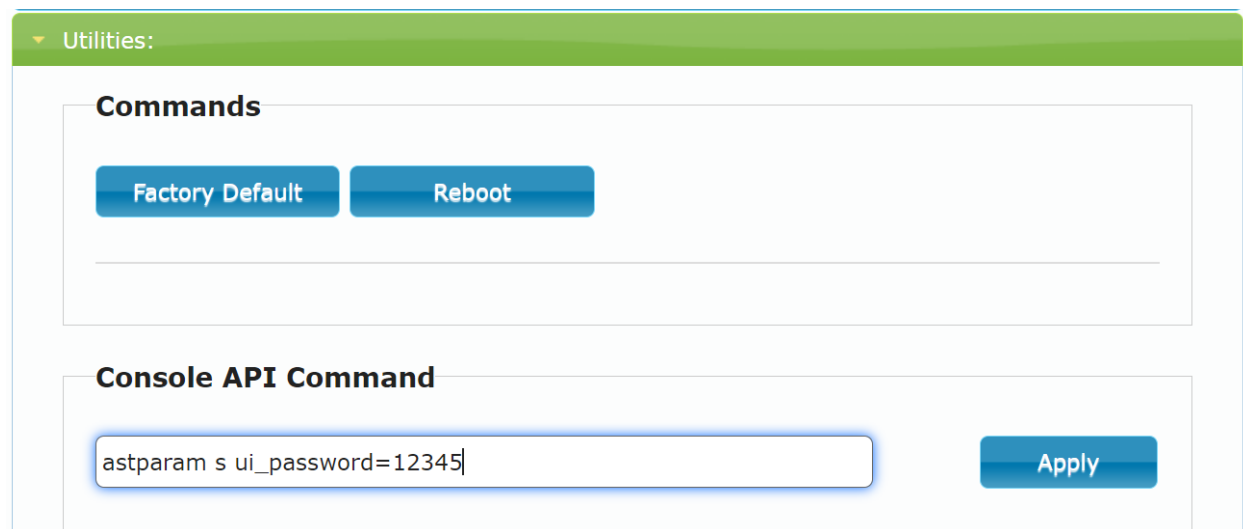 Utilities:
Commands
Factory Default
Reboot
Console API Command
astparam s ui_password=12345
Apply